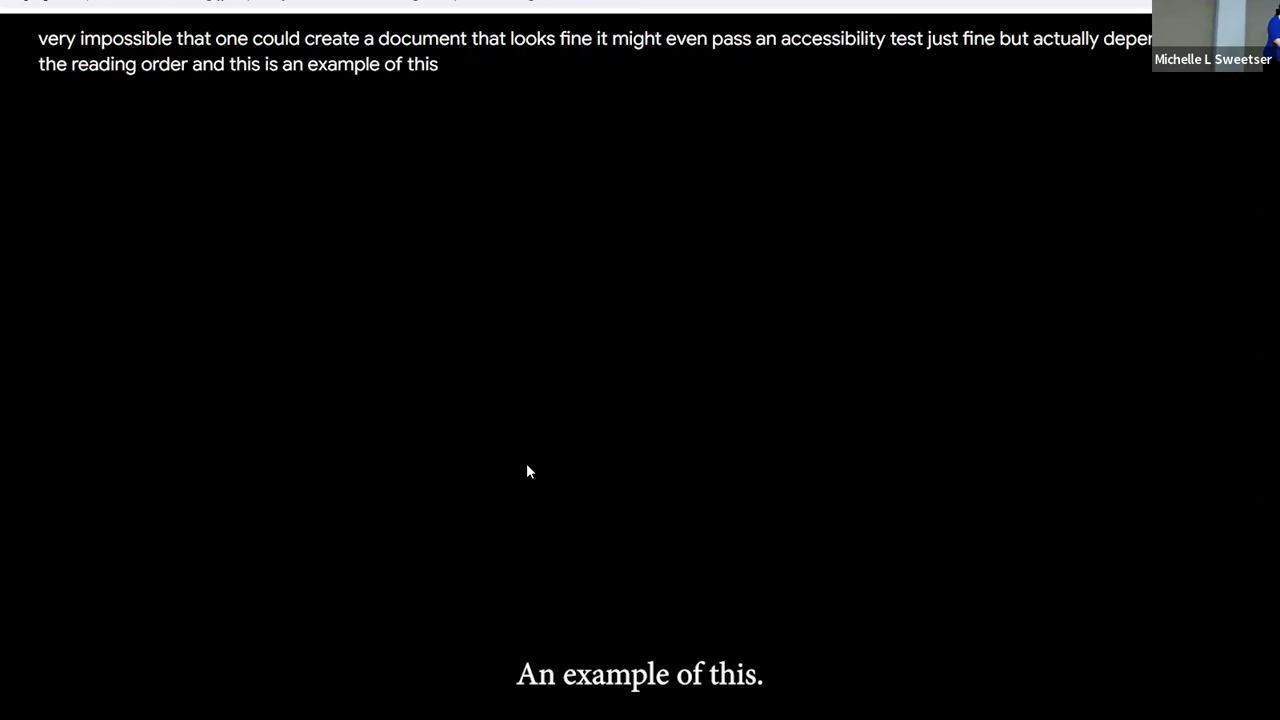 very impossible that one could create a document that looks fine it might even pass an accessibility test just fine but actually
the reading order and this is an example of this
Michelle L Sweetser
An example of this.